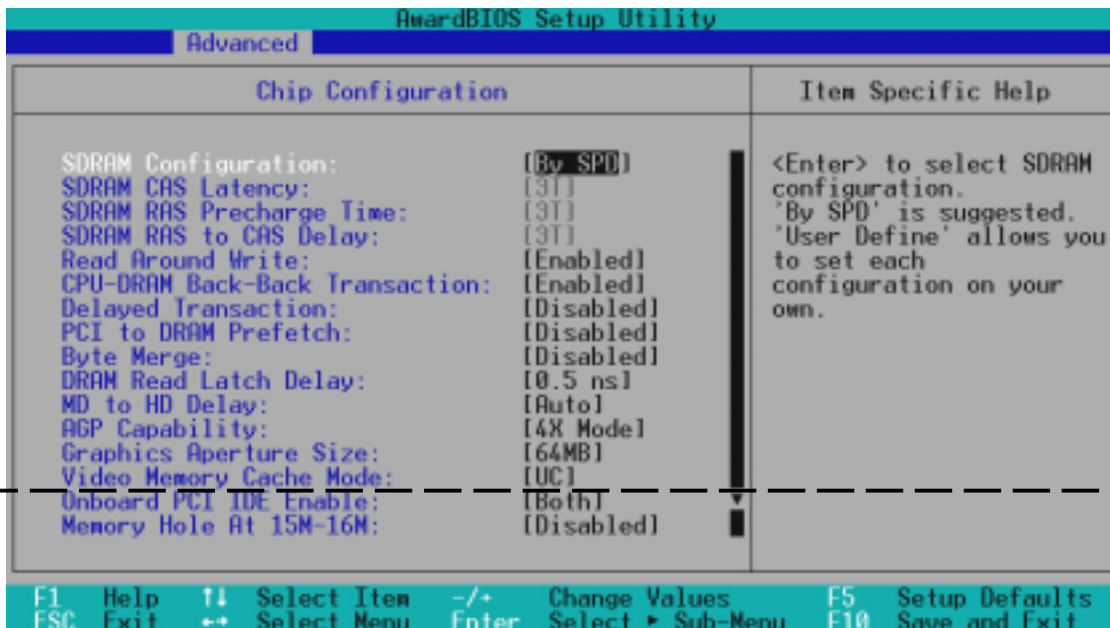 AwardBIOS Setup Utility
Advanced
Chip Configuration
Item Specific Help
SDRAM Configuration: [By SPD]
SDRAM CAS Latency: [3T]
SDRAM RAS Precharge Time: [3T]
SDRAM RAS to CAS Delay: [3T]
Read Around Write: [Enabled]
CPU-DRAM Back-Back Transaction: [Enabled]
Delayed Transaction: [Disabled]
PCI to DRAM Prefetch: [Disabled]
Byte Merge: [Disabled]
DRAM Read Latch Delay: [0.5 ns]
MD to HD Delay: [Auto]
AGP Capability: [4X Mode]
Graphics Aperture Size: [64MB]
Video Memory Cache Mode: [UC]
Onboard PCI IDE Enable: [Both]
Memory Hole At 15M-16M: [Disabled]
<Enter> to select SDRAM
configuration.
'By SPD' is suggested.
'User Define' allows you
to set each
configuration on your
own.
F1 Help ↑↓ Select Item -/+ Change Values F5 Setup Defaults
ESC Exit ←→ Select Menu Enter Select ► Sub-Menu F10 Save and Exit